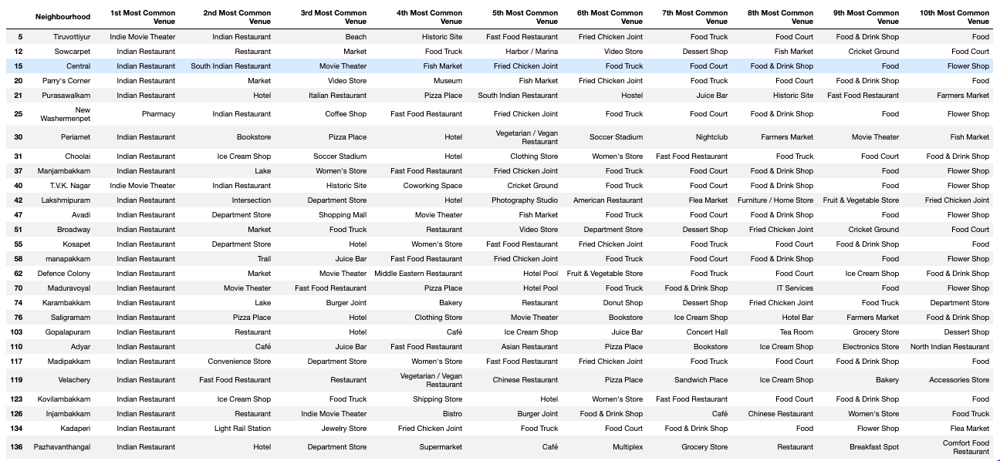 Neighbourhood 1st Most Common Venue 2nd Most Common Venue 3rd Most Common Venue 4th Most Common Venue 5th Most Common Venue 6th Most Common Venue 7th Most Common Venue 8th Most Common Venue 9th Most Common Venue 10th Most Common Venue
5 Tiruvottiyur Indie Movie Theater Indian Restaurant Beach Historic Site Fast Food Restaurant Fried Chicken Joint Food Truck Food Court Food & Drink Shop Food
12 Sowcarpet Indian Restaurant Restaurant Market Food Truck Harbor / Marina Video Store Dessert Shop Fish Market Cricket Ground Food Court
15 Central Indian Restaurant South Indian Restaurant Movie Theater Fish Market Fried Chicken Joint Food Truck Food Court Food & Drink Shop Food Flower Shop
20 Parry's Corner Indian Restaurant Market Video Store Museum Fish Market Fried Chicken Joint Food Truck Food Court Food & Drink Shop Food
21 Purasawalkam Indian Restaurant Hotel Italian Restaurant Pizza Place South Indian Restaurant Hostel Juice Bar Historic Site Fast Food Restaurant Farmers Market
25 New Washermenpet Pharmacy Indian Restaurant Coffee Shop Fast Food Restaurant Fried Chicken Joint Food Truck Food Court Food & Drink Shop Food Flower Shop
30 Periamet Indian Restaurant Bookstore Pizza Place Hotel Vegetarian / Vegan Restaurant Soccer Stadium Nightclub Farmers Market Movie Theater Fish Market
31 Choolai Indian Restaurant Ice Cream Shop Soccer Stadium Hotel Clothing Store Women's Store Fast Food Restaurant Food Truck Food Court Food & Drink Shop
37 Manjambakkam Indian Restaurant Lake Women's Store Fast Food Restaurant Fried Chicken Joint Food Truck Food Court Food & Drink Shop Food Flower Shop
40 T.V.K. Nagar Indie Movie Theater Indian Restaurant Historic Site Coworking Space Cricket Ground Food Truck Food Court Food & Drink Shop Food Flower Shop
42 Lakshmipuram Indian Restaurant Intersection Department Store Hotel Photography Studio American Restaurant Flea Market Furniture / Home Store Fruit & Vegetable Store Fried Chicken Joint
47 Avadi Indian Restaurant Department Store Shopping Mall Movie Theater Fish Market Food Truck Food Court Food & Drink Shop Food Flower Shop
51 Broadway Indian Restaurant Market Food Truck Restaurant Video Store Department Store Dessert Shop Fried Chicken Joint Cricket Ground Food Court
55 Kosapet Indian Restaurant Department Store Hotel Women's Store Fast Food Restaurant Fried Chicken Joint Food Truck Food Court Food & Drink Shop Food
58 manapakkam Indian Restaurant Trail Juice Bar Fast Food Restaurant Fried Chicken Joint Food Truck Food Court Food & Drink Shop Food Flower Shop
62 Defence Colony Indian Restaurant Market Movie Theater Middle Eastern Restaurant Hotel Pool Fruit & Vegetable Store Food Truck Food Court Ice Cream Shop Food & Drink Shop
70 Maduravoyal Indian Restaurant Movie Theater Fast Food Restaurant Pizza Place Hotel Pool Food Truck Food & Drink Shop IT Services Food Flower Shop
74 Karambakkam Indian Restaurant Lake Burger Joint Bakery Restaurant Donut Shop Dessert Shop Fried Chicken Joint Food Truck Department Store
76 Saligramam Indian Restaurant Pizza Place Hotel Clothing Store Movie Theater Bookstore Ice Cream Shop Hotel Bar Farmers Market Food & Drink Shop
103 Gopalapuram Indian Restaurant Restaurant Hotel Café Ice Cream Shop Juice Bar Concert Hall Tea Room Grocery Store Dessert Shop
110 Adyar Indian Restaurant Café Juice Bar Fast Food Restaurant Asian Restaurant Pizza Place Bookstore Ice Cream Shop Electronics Store North Indian Restaurant
117 Madipakkam Indian Restaurant Convenience Store Department Store Women's Store Fast Food Restaurant Fried Chicken Joint Food Truck Food Court Food & Drink Shop Food
119 Velachery Indian Restaurant Fast Food Restaurant Restaurant Vegetarian / Vegan Restaurant Chinese Restaurant Pizza Place Sandwich Place Ice Cream Shop Bakery Accessories Store
123 Kovilambakkam Indian Restaurant Ice Cream Shop Food Truck Shipping Store Hotel Women's Store Fast Food Restaurant Food Court Food & Drink Shop Food
126 Injambakkam Indian Restaurant Restaurant Indie Movie Theater Bistro Burger Joint Food & Drink Shop Café Chinese Restaurant Women's Store Food Truck
134 Kadaperi Indian Restaurant Light Rail Station Jewelry Store Fried Chicken Joint Food Truck Food Court Food & Drink Shop Food Flower Shop Flea Market
136 Pazhavanthangal Indian Restaurant Hotel Department Store Supermarket Café Multiplex Grocery Store Restaurant Breakfast Spot Comfort Food Restaurant